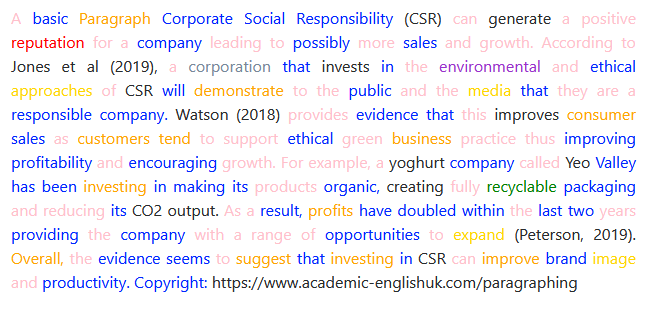 A basic Paragraph Corporate Social Responsibility (CSR) can generate a positive
reputation for a company leading to possibly more sales and growth. According to
Jones et al (2019), a corporation that invests in the environmental and ethical
approaches of CSR will demonstrate to the public and the media that they are a
responsible company. Watson (2018) provides evidence that this improves consumer
sales as customers tend to support ethical green business practice thus improving
profitability and encouraging growth. For example, a yoghurt company called Yeo Valley
has been investing in making its products organic, creating fully recyclable packaging
and reducing its CO2 output. As a result, profits have doubled within the last two years
providing the company with a range of opportunities to expand (Peterson, 2019).
Overall, the evidence seems to suggest that investing in CSR can improve brand image
and productivity. Copyright: https://www.academic-englishuk.com/paragraphing